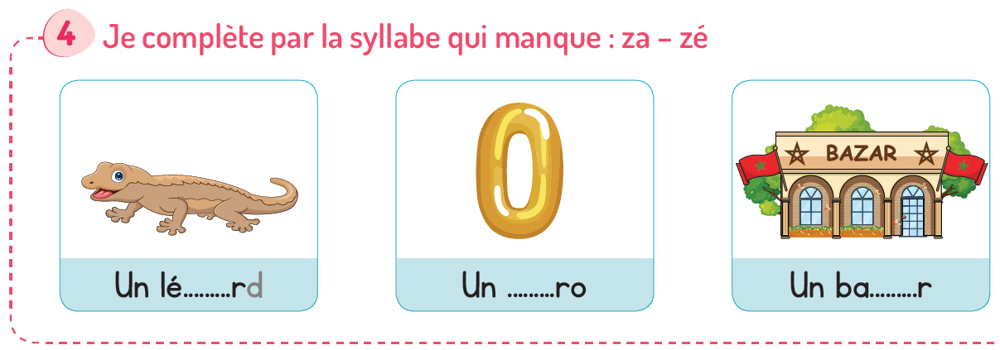 4 Je complète par la syllabe qui manque : za – zé
BAZAR
Un lé.........rd
Un .........ro
Un ba.........r